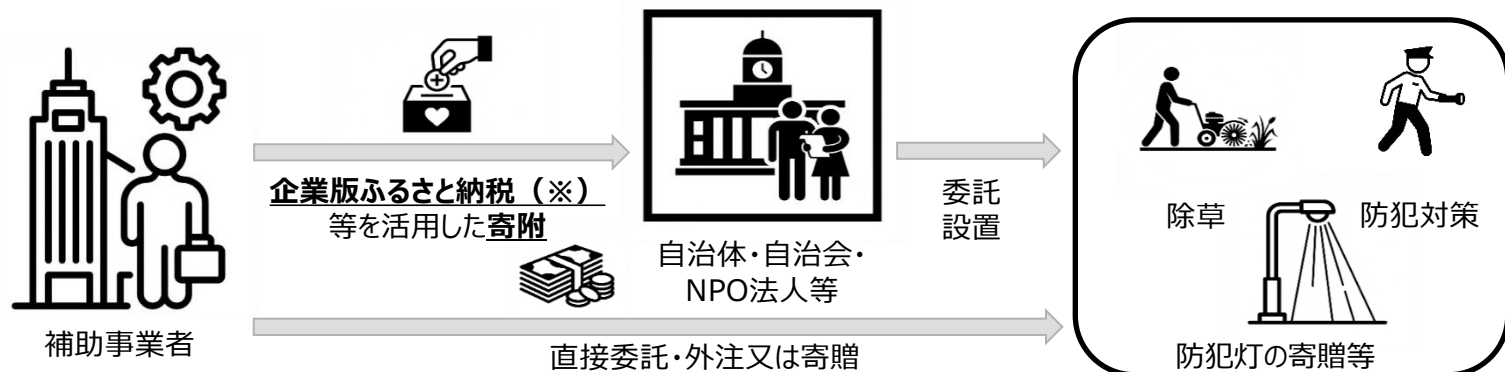 補助事業者
企業版ふるさと納税（※）
等を活用した寄附
自治体・自治会・
NPO法人等
委託
設置
直接委託・外注又は寄贈
除草
防犯対策
防犯灯の寄贈等